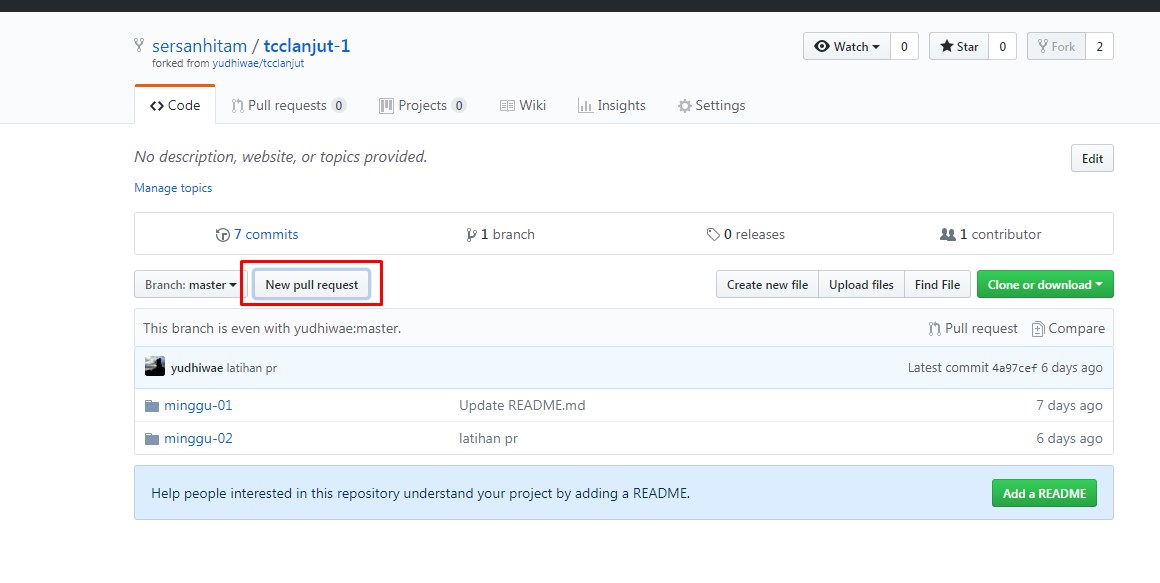 sersanhitam / tcclanjut-1
forked from yudhiwae/tcclanjut
Watch 0 Star 0 Fork 2
Code Pull requests 0 Projects 0 Wiki Insights Settings
No description, website, or topics provided.
Edit
Manage topics
7 commits 1 branch 0 releases 1 contributor
Branch: master New pull request Create new file Upload files Find File Clone or download
This branch is even with yudhiwae:master. Pull request Compare
yudhiwae latihan pr Latest commit 4a97cef 6 days ago
minggu-01 Update README.md 7 days ago
minggu-02 latihan pr 6 days ago
Help people interested in this repository understand your project by adding a README. Add a README